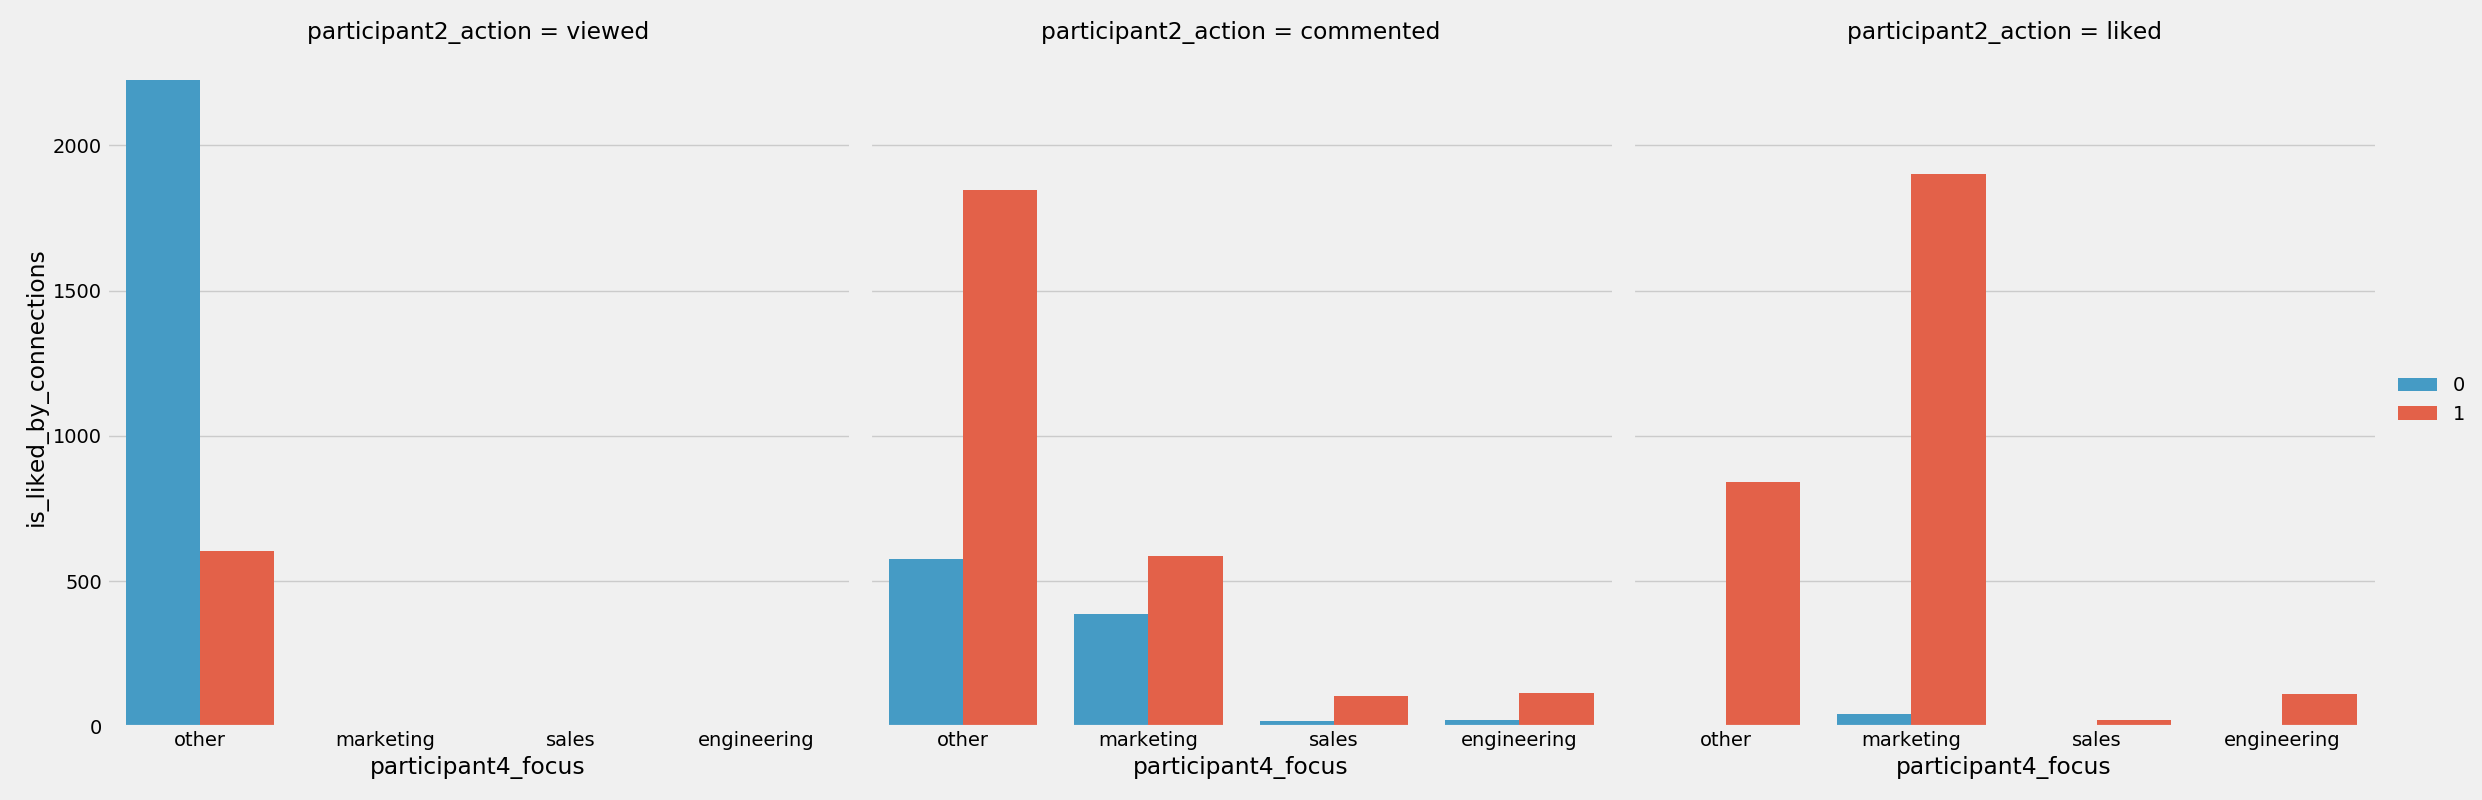 participant2_action = viewed
participant2_action = commented
participant2_action = liked
is_liked_by_connections
2000
1500
1000
500
0
other marketing sales engineering
other marketing sales engineering
other marketing sales engineering
participant4_focus
participant4_focus
participant4_focus
0
1